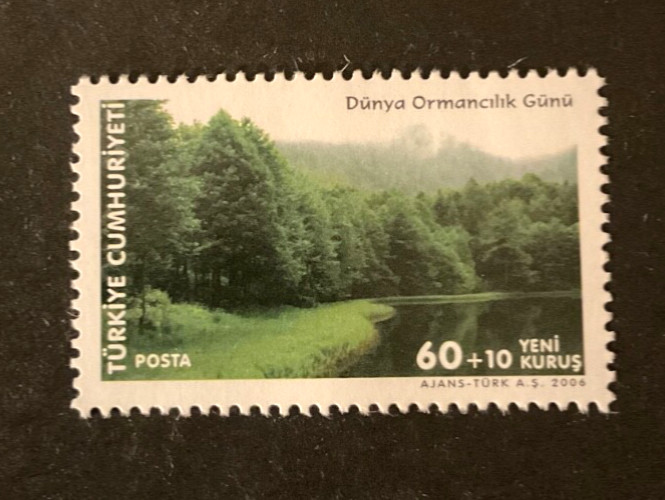 Dünya Ormancılık Günü
TÜRKİYE CUMHURİYETİ
POSTA
60+10 YENİ
KURUŞ
AJANS-TÜRK A.Ş. 2006